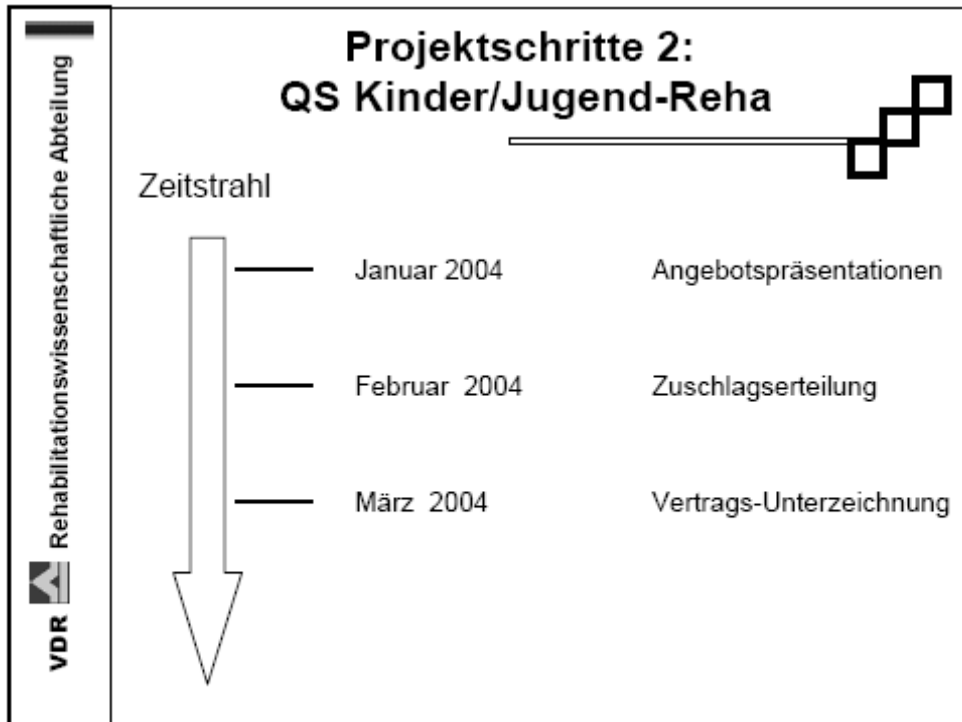 Projektschritte 2:
QS Kinder/Jugend-Reha
Zeitstrahl
Januar 2004 Angebotspräsentationen
Februar 2004 Zuschlagserteilung
März 2004 Vertrags-Unterzeichnung
VDR Rehabilitationswissenschaftliche Abteilung